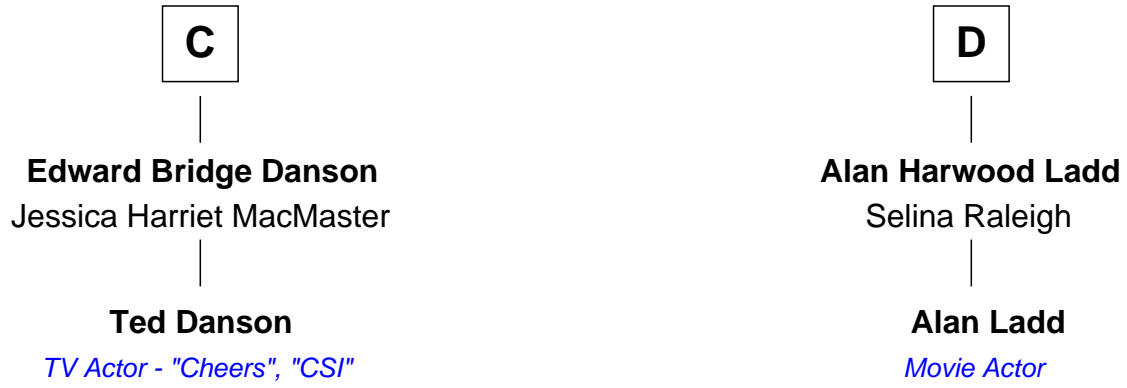 C
D
Edward Bridge Danson
Alan Harwood Ladd
Jessica Harriet MacMaster
Selina Raleigh
Ted Danson
Alan Ladd
TV Actor - "Cheers", "CSI"
Movie Actor